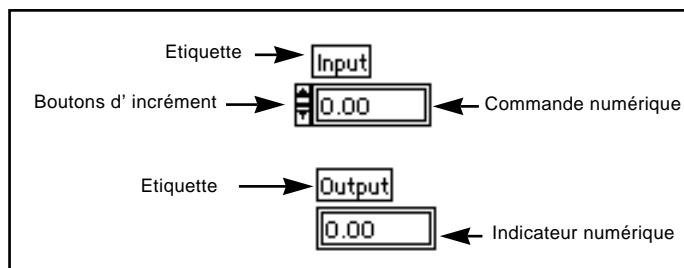 Etiquette
Input
Boutons d' incrément
0.00
Commande numérique
Etiquette
Output
0.00
Indicateur numérique